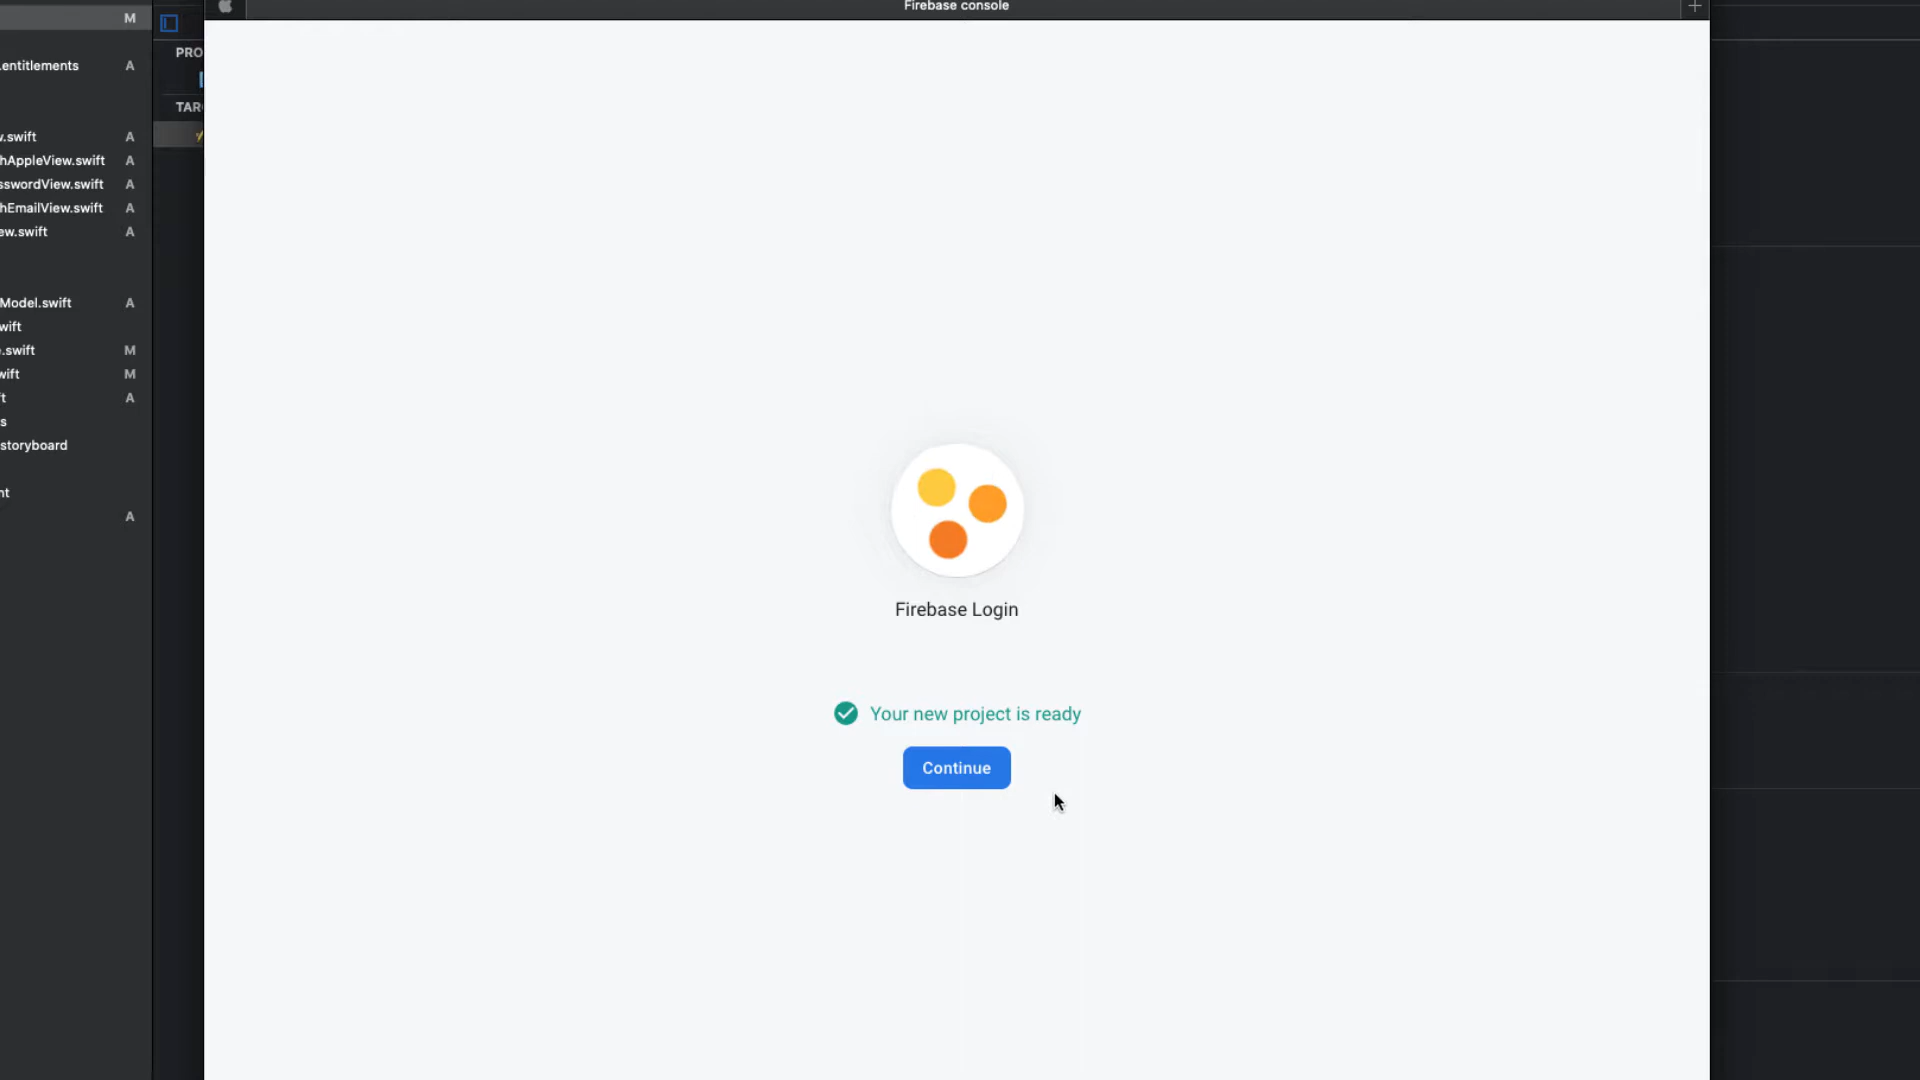 Firebase console
M
PRO
.entitlements A
TAR
.swift A
hAppleView.swift A
sswordView.swift A
hEmailView.swift A
ew.swift A
Model.swift A
wift
.swift M
wift M
t A
s
storyboard
nt
A
Firebase Login
Your new project is ready
Continue